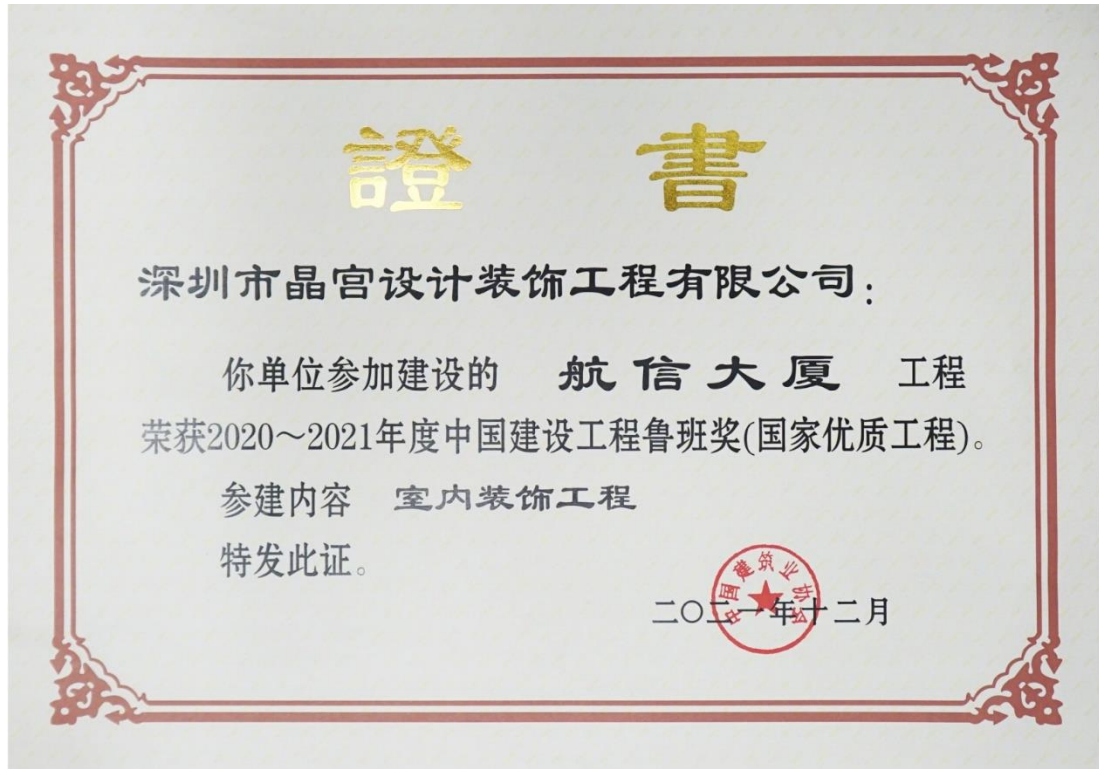 證 書
深圳市晶宫设计装饰工程有限公司：
你单位参加建设的 航信大厦 工程
荣获2020～2021年度中国建设工程鲁班奖(国家优质工程)。
参建内容 室内装饰工程
特发此证。
中国建筑业协会
二〇二一年十二月